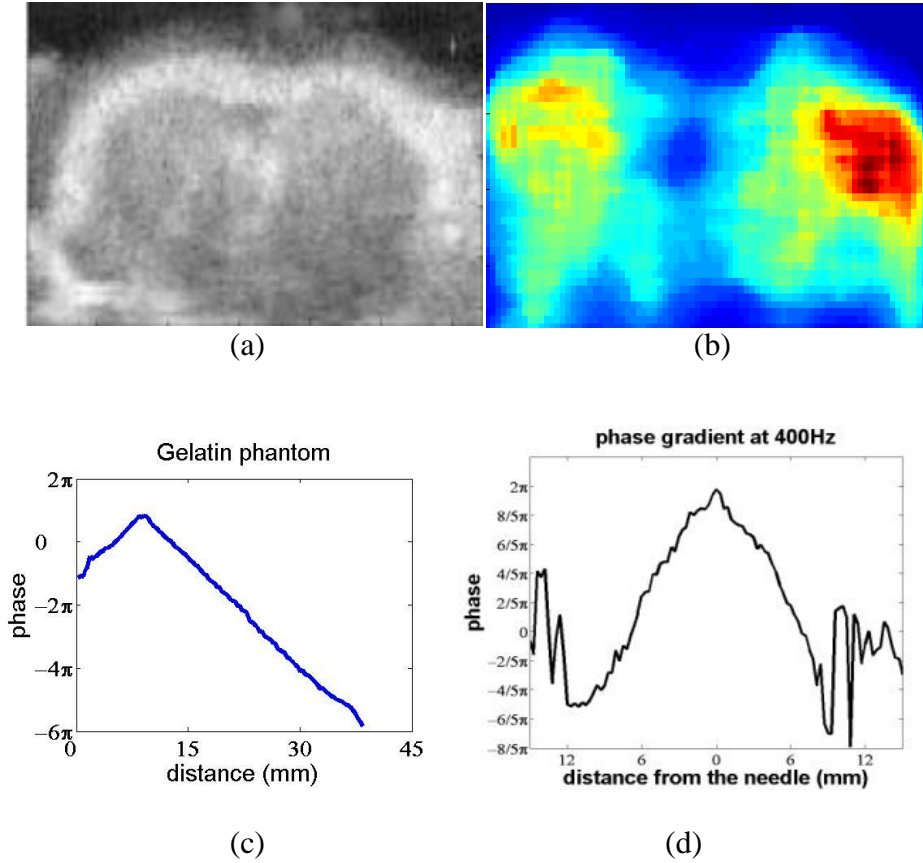 (a)
(b)
Gelatin phantom
2π
0
−2π
−4π
−6π
phase
0
15
30
45
distance (mm)
(c)
phase gradient at 400Hz
2π
8/5π
6/5π
4/5π
2/5π
0
−2/5π
−4/5π
−6/5π
−8/5π
phase
12
6
0
6
12
distance from the needle (mm)
(d)